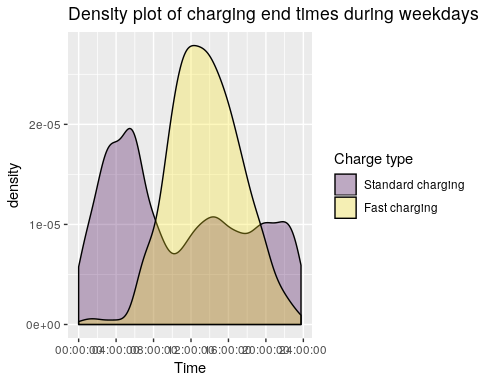 Density plot of charging end times during weekdays
density
2e-05
1e-05
0e+00
00:00:00 04:00:00 08:00:00 12:00:00 16:00:00 20:00:00 24:00:00
Time
Charge type
Standard charging
Fast charging